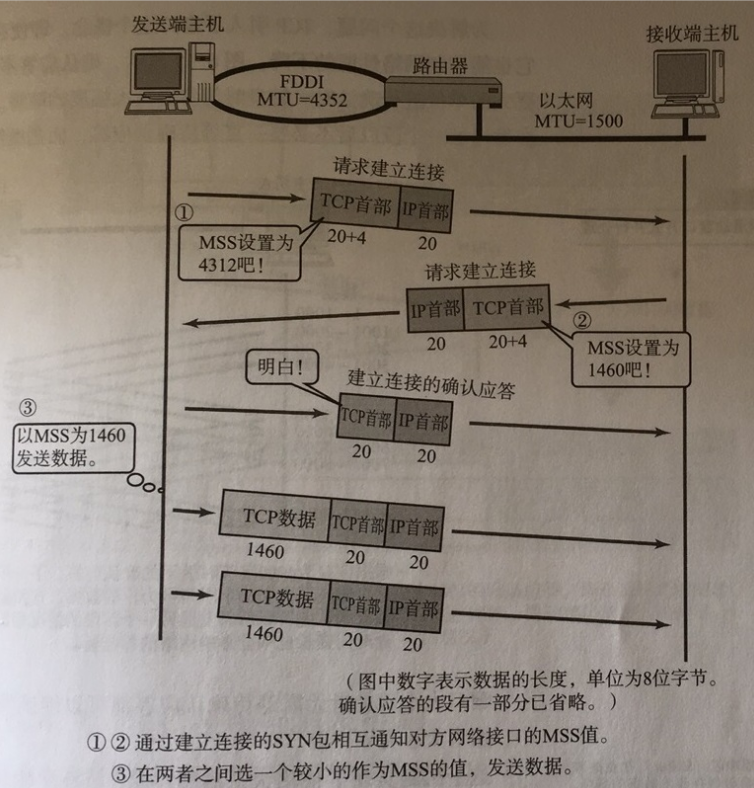 发送端主机
接收端主机
FDDI
MTU=4352
路由器
以太网
MTU=1500
请求建立连接
TCP首部 IP首部
20+4 20
①
MSS设置为
4312吧！
请求建立连接
IP首部 TCP首部
20 20+4
②
MSS设置为
1460吧！
明白！
建立连接的确认应答
TCP首部 IP首部
20 20
③
以MSS为1460
发送数据。
TCP数据 TCP首部 IP首部
1460 20 20
TCP数据 TCP首部 IP首部
1460 20 20
（图中数字表示数据的长度，单位为8位字节。
确认应答的段有一部分已省略。）
①② 通过建立连接的SYN包相互通知对方网络接口的MSS值。
③ 在两者之间选一个较小的作为MSS的值，发送数据。